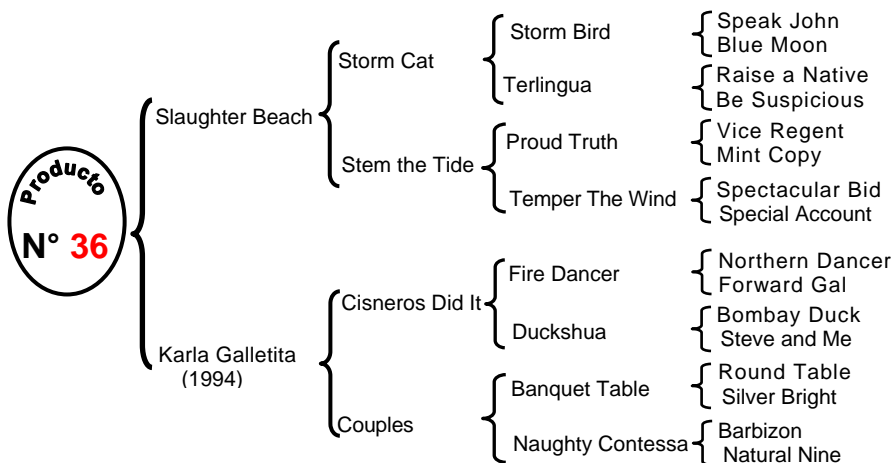 Producto
N° 36
Slaughter Beach
Karla Galletita
(1994)
Storm Cat
Stem the Tide
Cisneros Did It
Couples
Storm Bird
Terlingua
Proud Truth
Temper The Wind
Fire Dancer
Duckshua
Banquet Table
Naughty Contessa
Speak John
Blue Moon
Raise a Native
Be Suspicious
Vice Regent
Mint Copy
Spectacular Bid
Special Account
Northern Dancer
Forward Gal
Bombay Duck
Steve and Me
Round Table
Silver Bright
Barbizon
Natural Nine